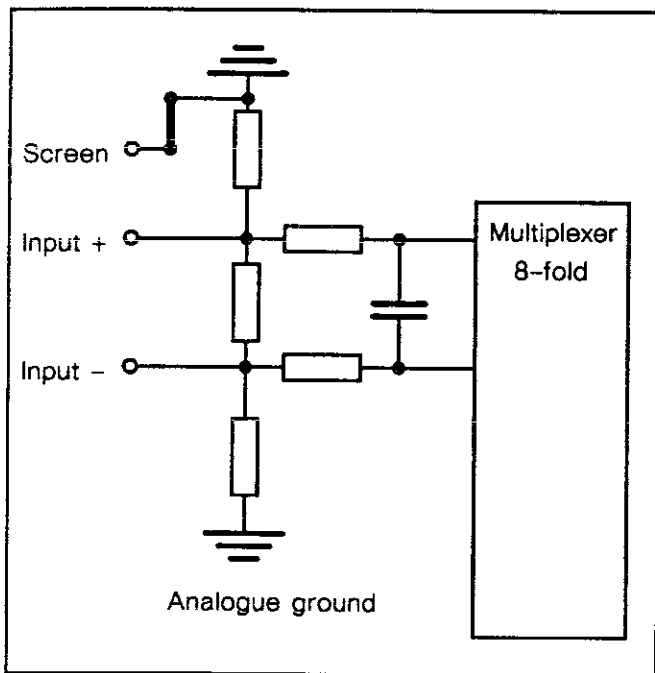 Screen
Input +
Input -
Multiplexer
8-fold
Analogue ground